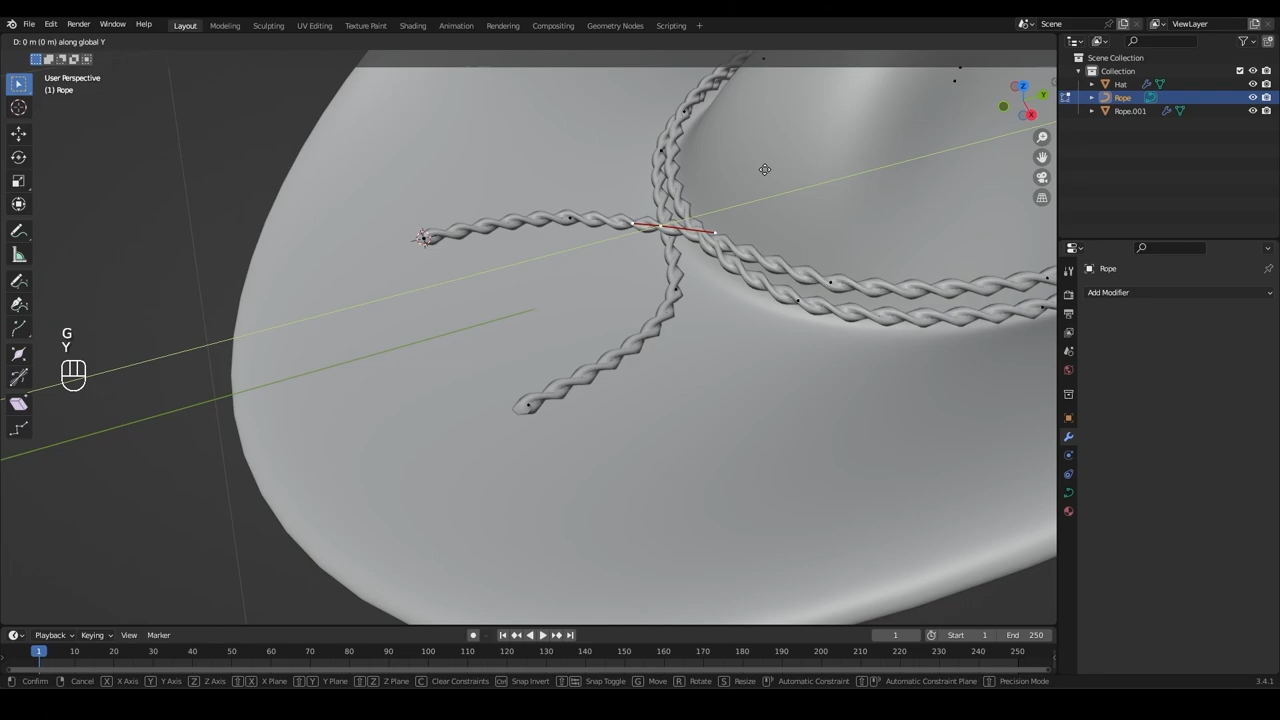 File Edit Render Window Help Layout Modeling Sculpting UV Editing Texture Paint Shading Animation Rendering Compositing Geometry Nodes Scripting + Scene ViewLayer
D: 0 m (0 m) along global Y
User Perspective
(1) Rope
Scene Collection
Collection
Hat
Rope
Rope.001
Z
Y
X
Rope
Add Modifier
G
Y
Playback Keying View Marker 1 Start 1 End 250
1 10 20 30 40 50 60 70 80 90 100 110 120 130 140 150 160 170 180 190 200 210 220 230 240 250
Confirm Cancel X X Axis Y Y Axis Z Z Axis X X Plane Y Y Plane Z Z Plane C Clear Constraints Ctrl Snap Invert Snap Toggle G Move R Rotate S Resize Automatic Constraint Automatic Constraint Plane Precision Mode 3.4.1